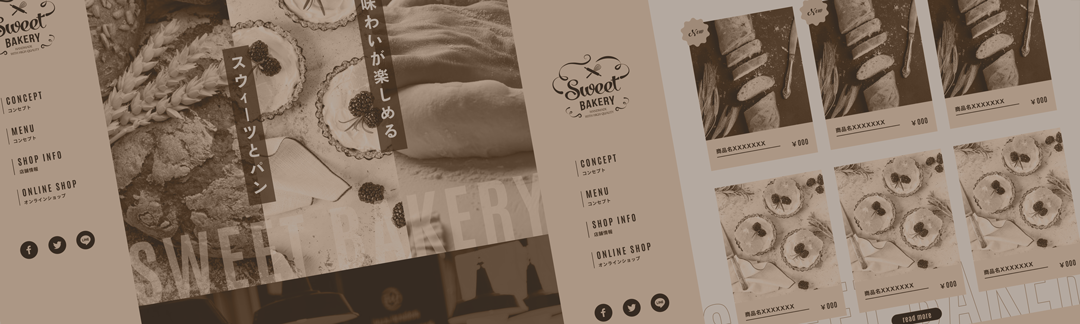 Sweet
BAKERY
CONCEPT
コンセプト
MENU
コンセプト
SHOP INFO
店舗情報
ONLINE SHOP
オンラインショップ
味わいが楽しめる
スウィーツとパン
SWEET BAKERY
Sweet
BAKERY
CONCEPT
コンセプト
MENU
コンセプト
SHOP INFO
店舗情報
ONLINE SHOP
オンラインショップ
New
New
商品名XXXXXXX ¥ 000
商品名XXXXXXX ¥ 000
商品名XXXXXXX ¥ 000
商品名XXXXXXX ¥ 000
商品名XXXXXXX ¥ 000
商品名XXXXXXX ¥ 000
read more